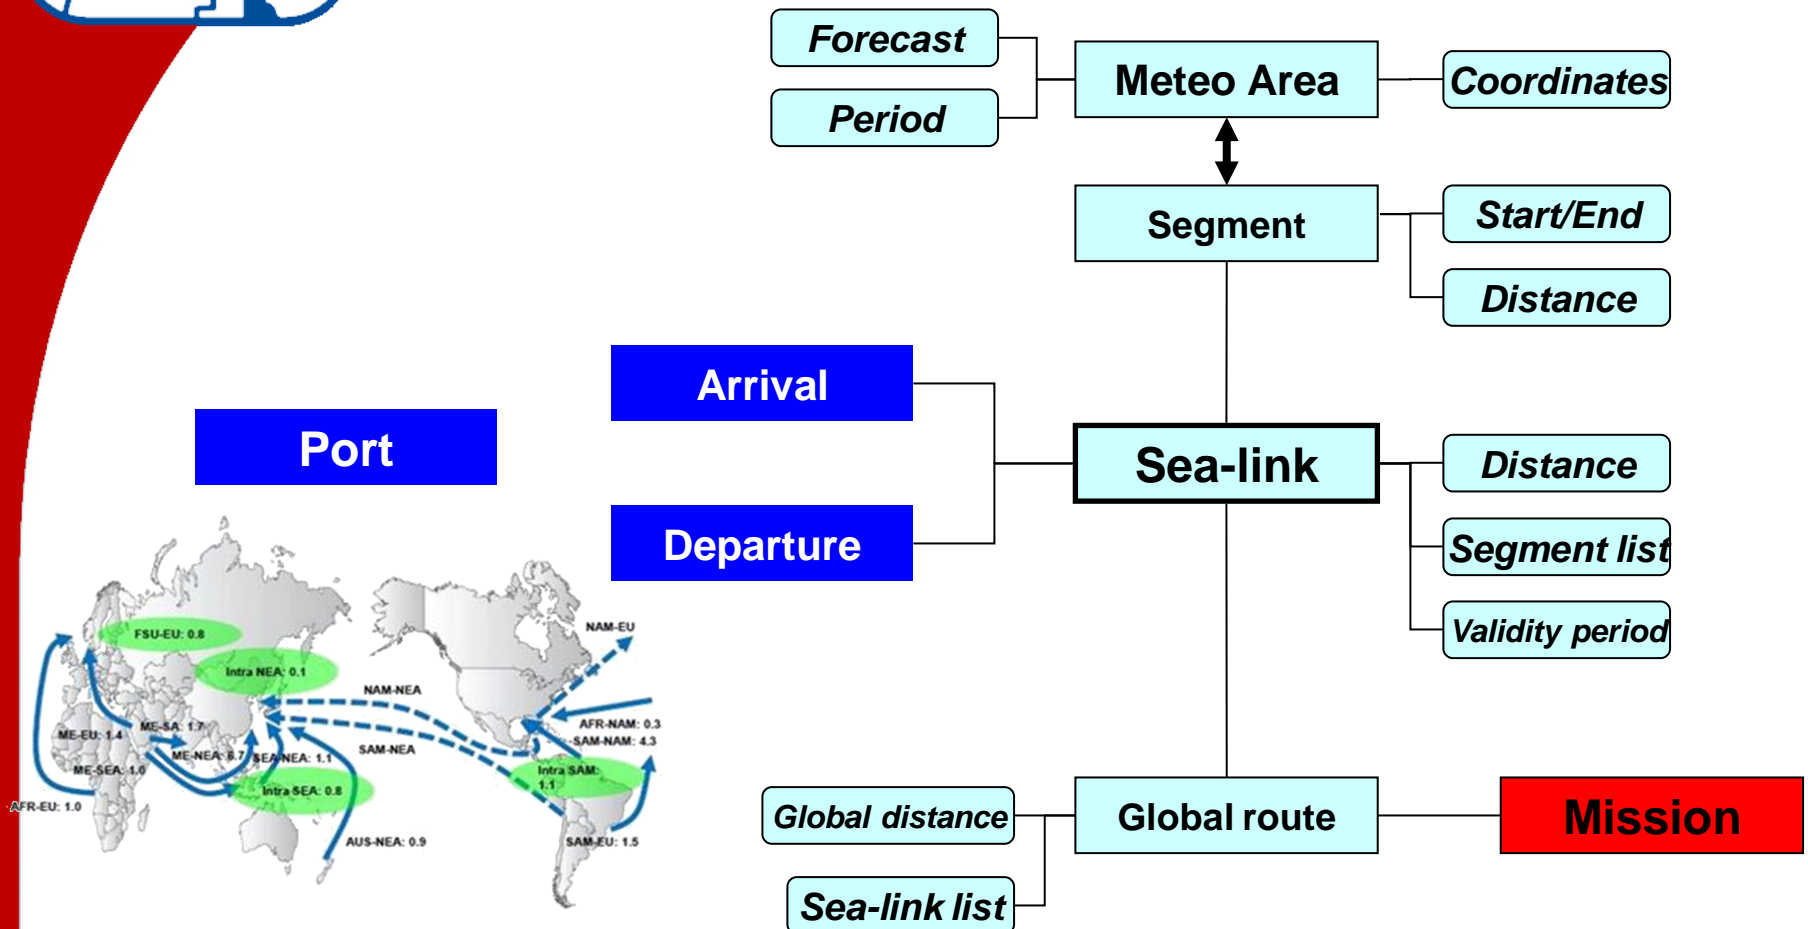 Forecast
Meteo Area
Coordinates
Period
Segment
Start/End
Distance
Arrival
Port
Sea-link
Distance
Departure
Segment list
Validity period
FSU-EU: 0.8
NAM-EU
Intra NEA: 0.1
NAM-NEA
ME-SA: 1.7
ME-EU: 1.4
AFR-NAM: 0.3
SAM-NAM: 4.3
SAM-NEA
ME-NEA: 6.7
SEA-NEA: 1.1
ME-SEA: 1.0
Intra SAM:
1.1
Intra SEA: 0.8
AFR-EU: 1.0
AUS-NEA: 0.9
SAM-EU: 1.5
Global distance
Global route
Mission
Sea-link list